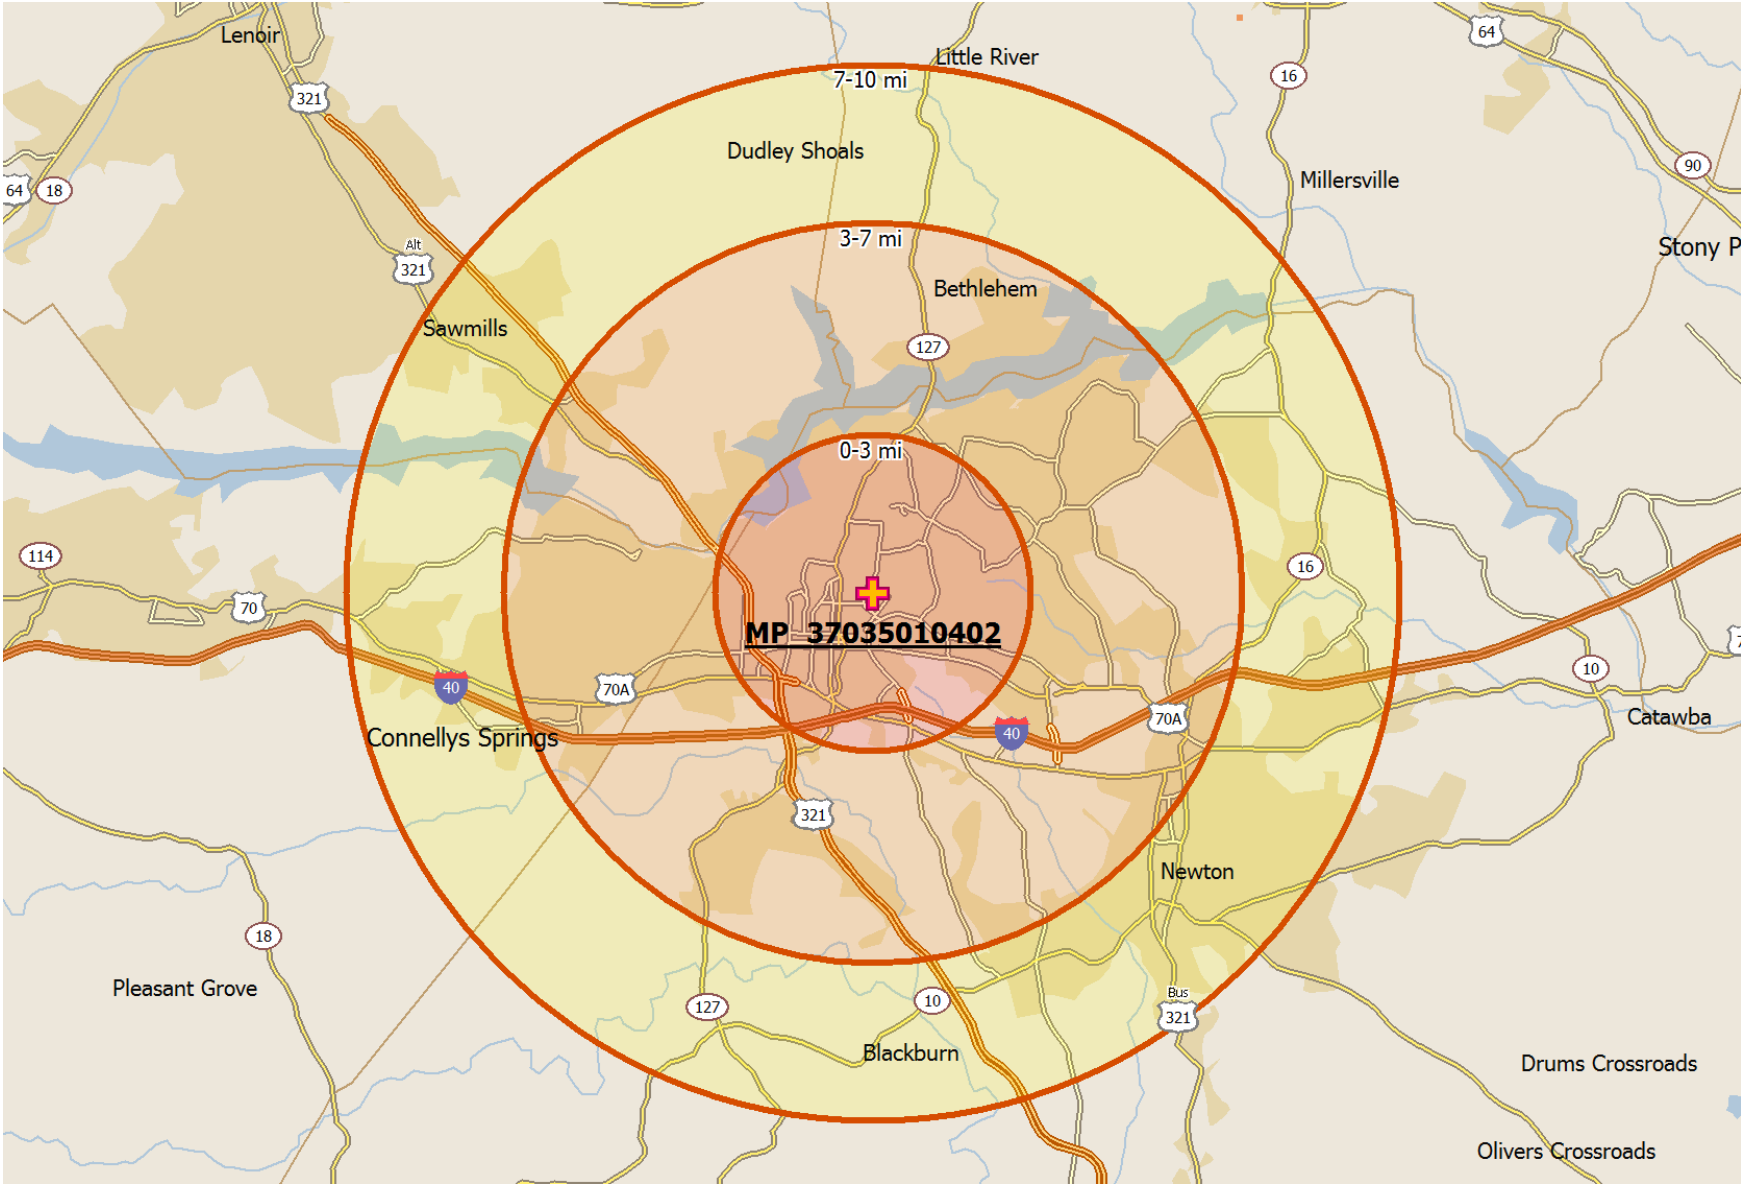 Lenoir
64
Little River
7-10 mi
16
321
Dudley Shoals
90
Millersville
64
18
3-7 mi
Stony P
Alt
321
Bethlehem
Sawmills
127
0-3 mi
114
16
70
MP 37035010402
10
40
70A
70A
Catawba
40
Connellys Springs
321
Newton
18
Pleasant Grove
Bus
127
10
321
Blackburn
Drums Crossroads
Olivers Crossroads